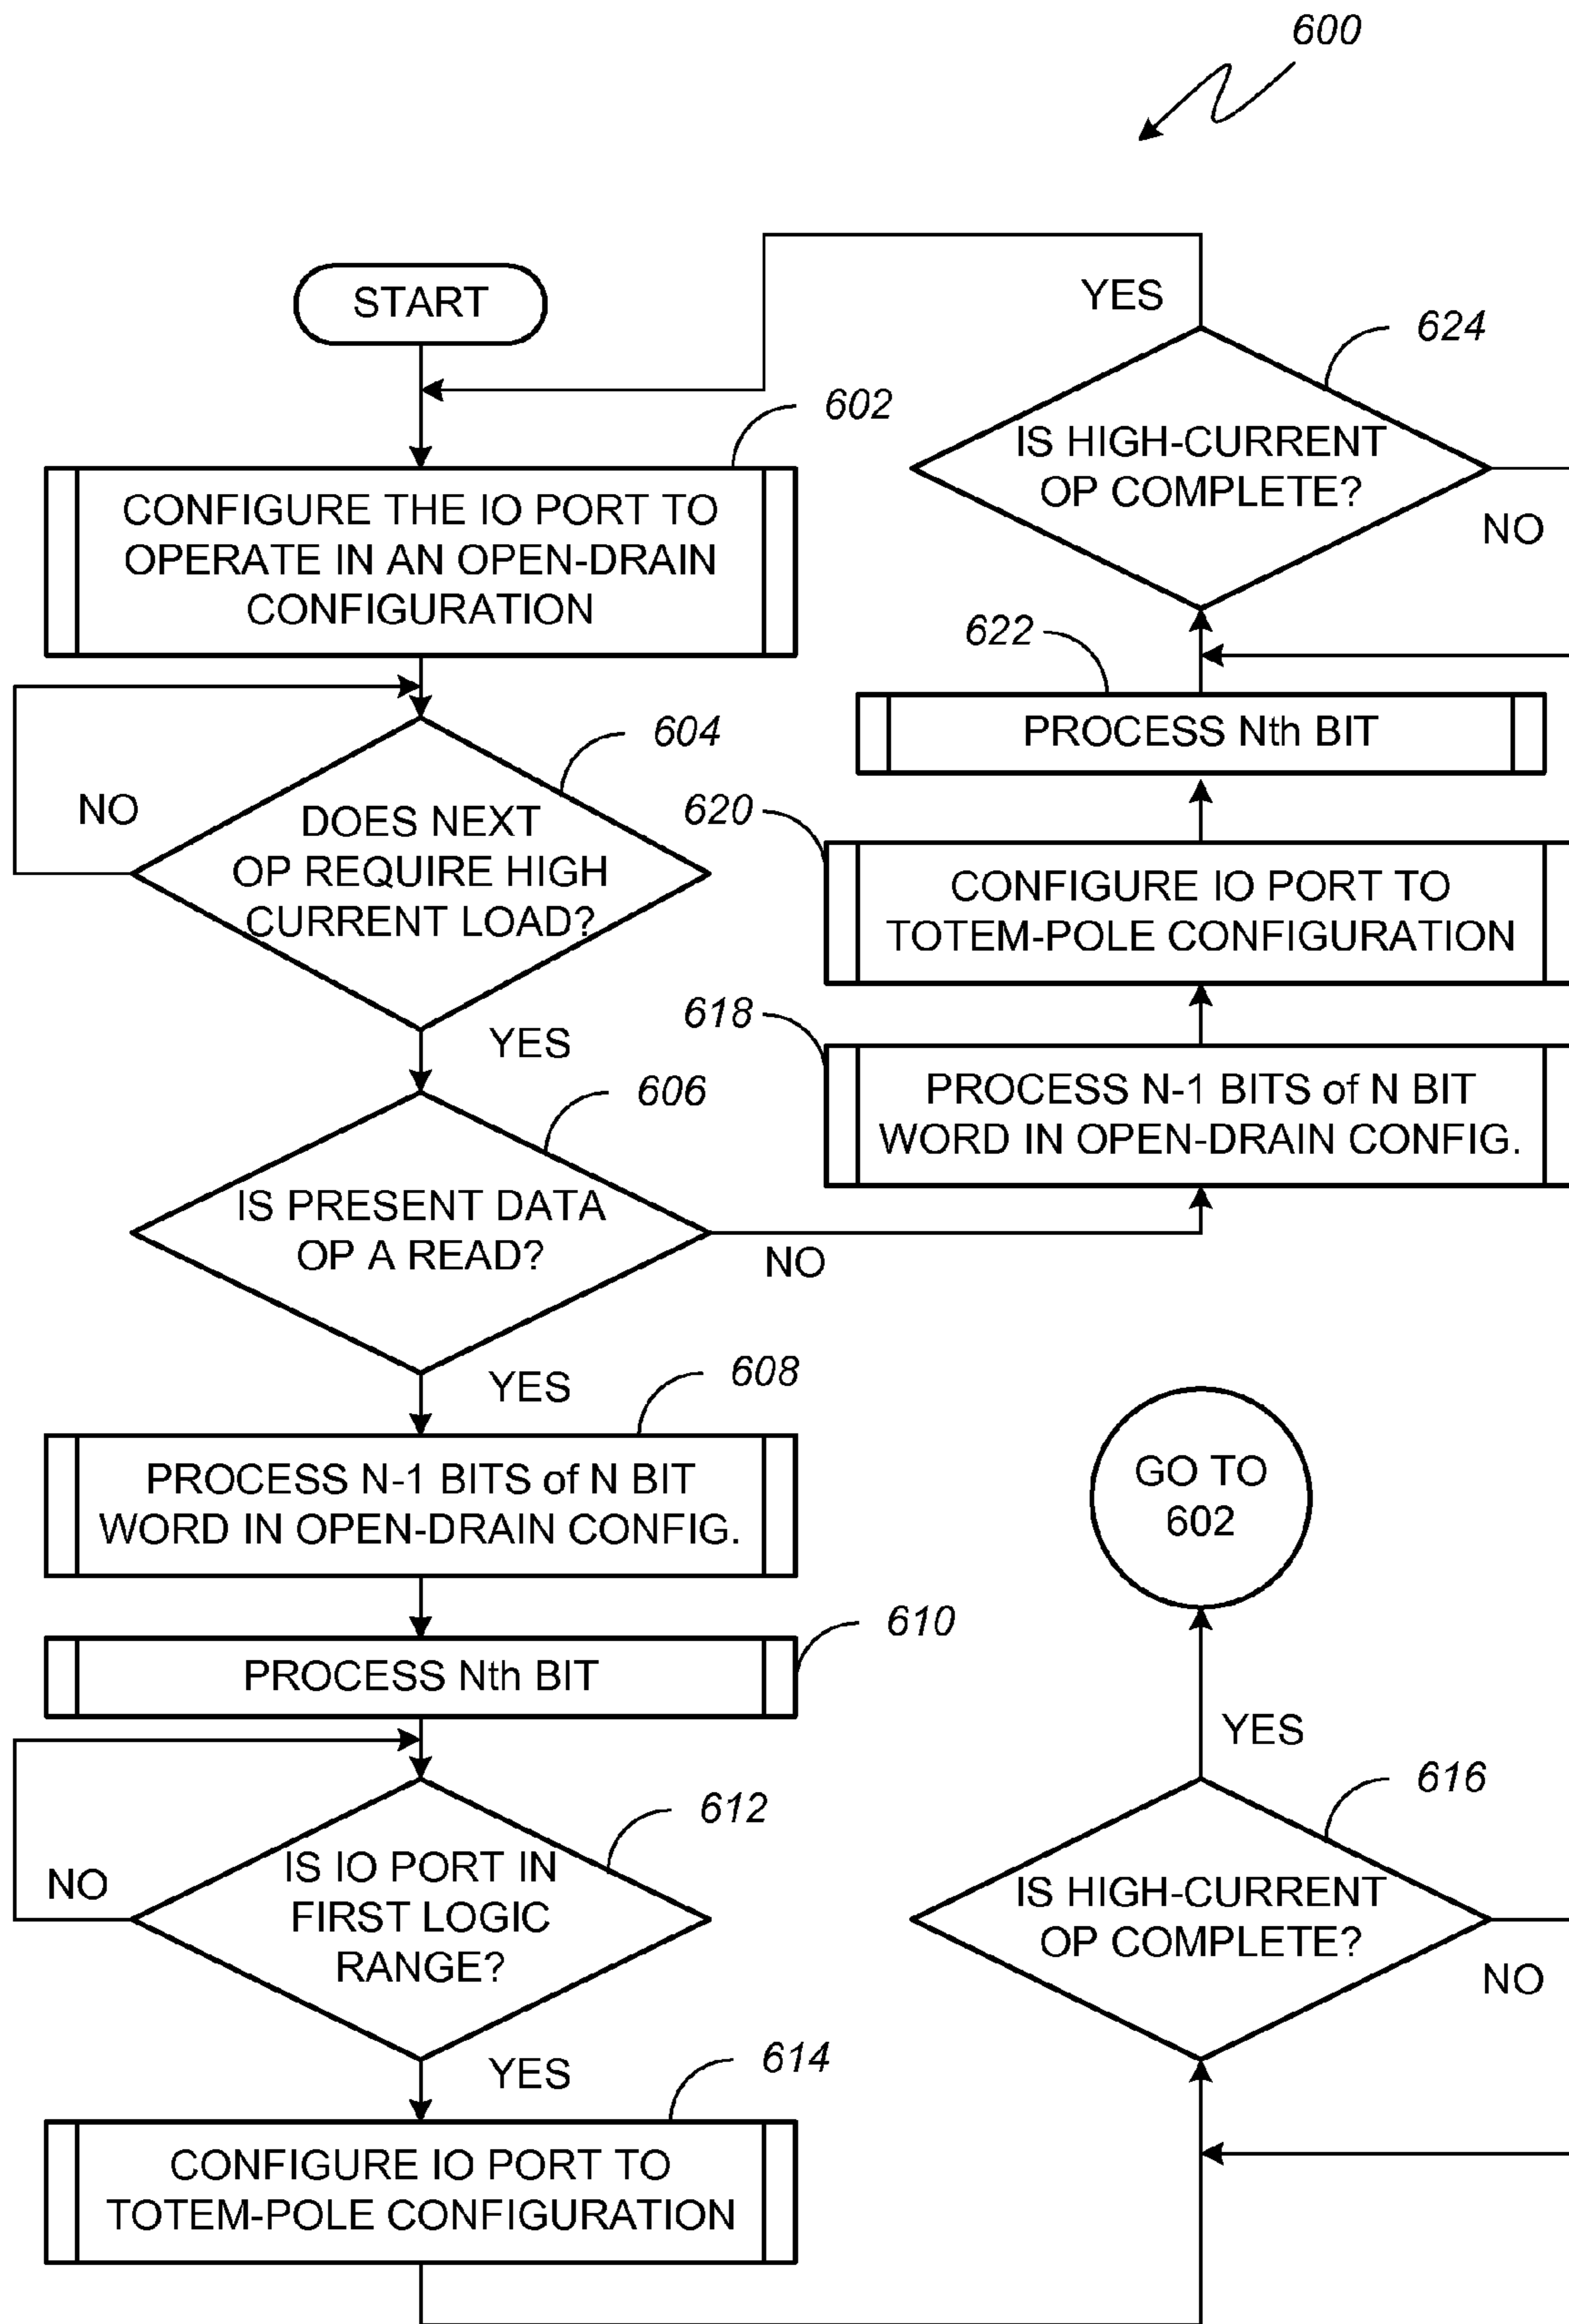 600
START
602
CONFIGURE THE IO PORT TO
OPERATE IN AN OPEN-DRAIN
CONFIGURATION
604
NO
DOES NEXT
OP REQUIRE HIGH
CURRENT LOAD?
YES
606
IS PRESENT DATA
OP A READ?
NO
YES
608
PROCESS N-1 BITS of N BIT
WORD IN OPEN-DRAIN CONFIG.
610
PROCESS Nth BIT
612
NO
IS IO PORT IN
FIRST LOGIC
RANGE?
YES
614
CONFIGURE IO PORT TO
TOTEM-POLE CONFIGURATION
YES
624
IS HIGH-CURRENT
OP COMPLETE?
NO
622
PROCESS Nth BIT
620
CONFIGURE IO PORT TO
TOTEM-POLE CONFIGURATION
618
PROCESS N-1 BITS of N BIT
WORD IN OPEN-DRAIN CONFIG.
GO TO
602
YES
616
IS HIGH-CURRENT
OP COMPLETE?
NO